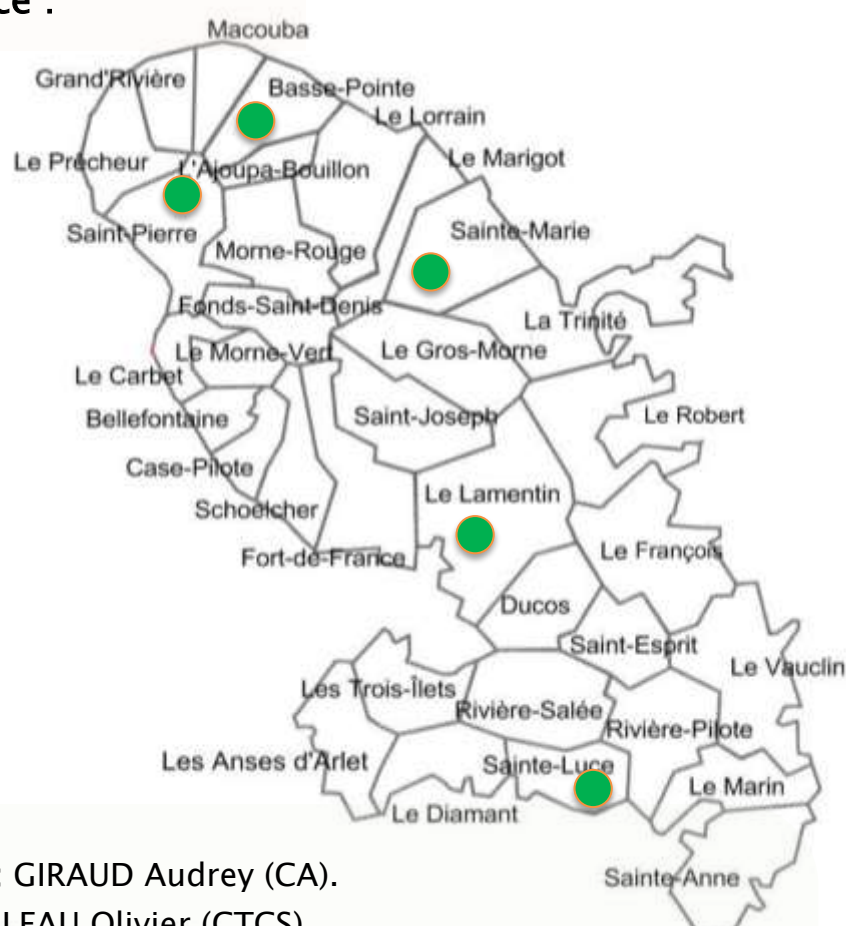 ce :
Macouba
Grand'Rivière
Basse-Pointe
Le Lorrain
Le Prêcheur
L'Ajoupa-Bouillon
Le Marigot
Saint-Pierre
Morne-Rouge
Sainte-Marie
Fonds-Saint-Denis
La Trinité
Le Morne-Vert
Le Gros-Morne
Le Carbet
Bellefontaine
Saint-Joseph
Le Robert
Case-Pilote
Le Lamentin
Schoelcher
Fort-de-France
Le François
Ducos
Saint-Esprit
Le Vauclin
Les Trois-Îlets
Rivière-Salée
Rivière-Pilote
Les Anses d'Arlet
Sainte-Luce
Le Marin
Le Diamant
Sainte-Anne
: GIRAUD Audrey (CA).
LEAU Olivier (CTCS)